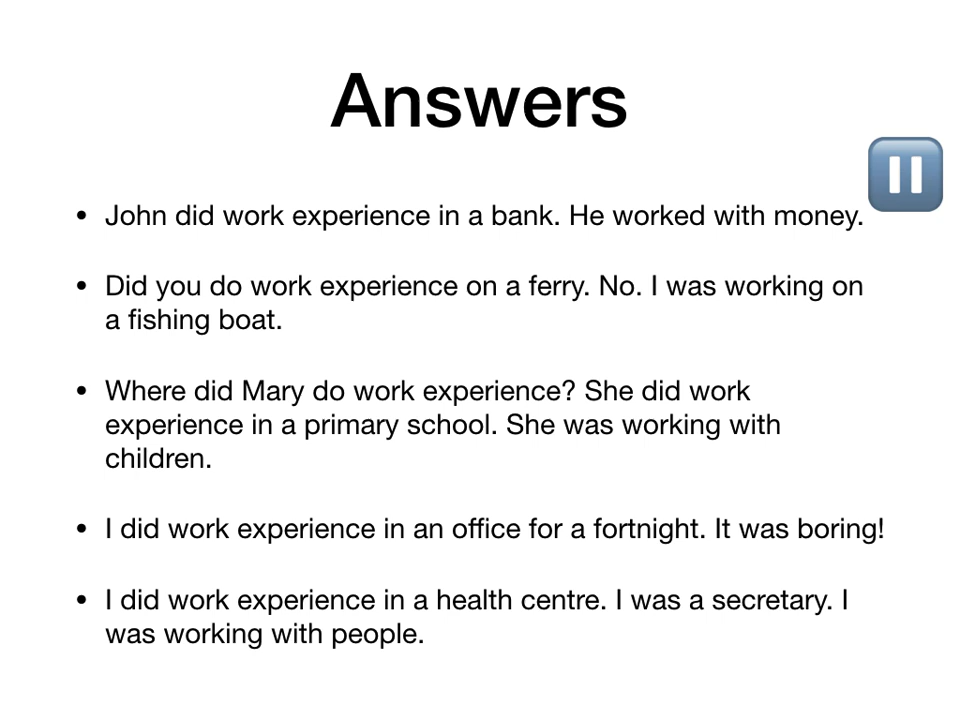 Answers
• John did work experience in a bank. He worked with money.
• Did you do work experience on a ferry. No. I was working on
a fishing boat.
• Where did Mary do work experience? She did work
experience in a primary school. She was working with
children.
• I did work experience in an office for a fortnight. It was boring!
• I did work experience in a health centre. I was a secretary. I
was working with people.